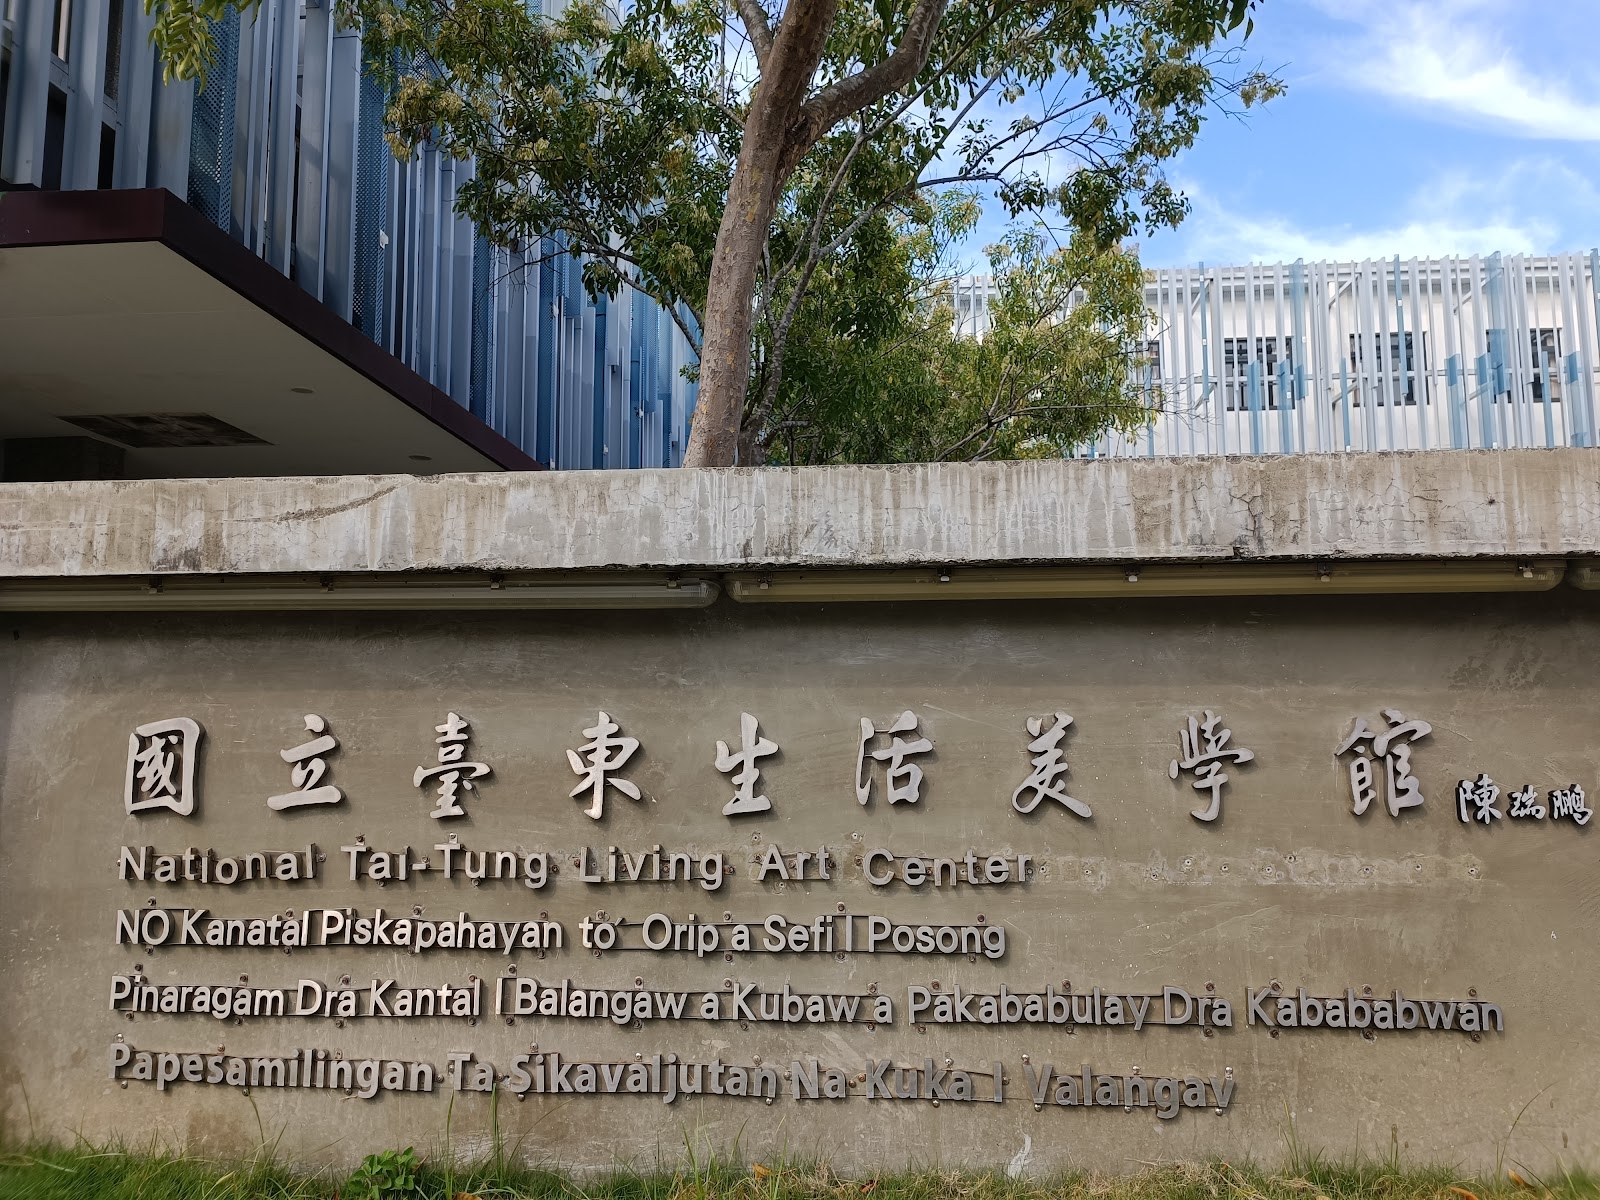 國立臺東生活美學館 陳瑞鵬
National Tai-Tung Living Art Center
NO Kanatal Piskapahayan to' Orip a Sefi I Posong
Pinaragam Dra Kantal I Balangaw a Kubaw a Pakababulay Dra Kabababwan
Papesamilingan Ta Sikavaljutan Na Kuka I Valangav